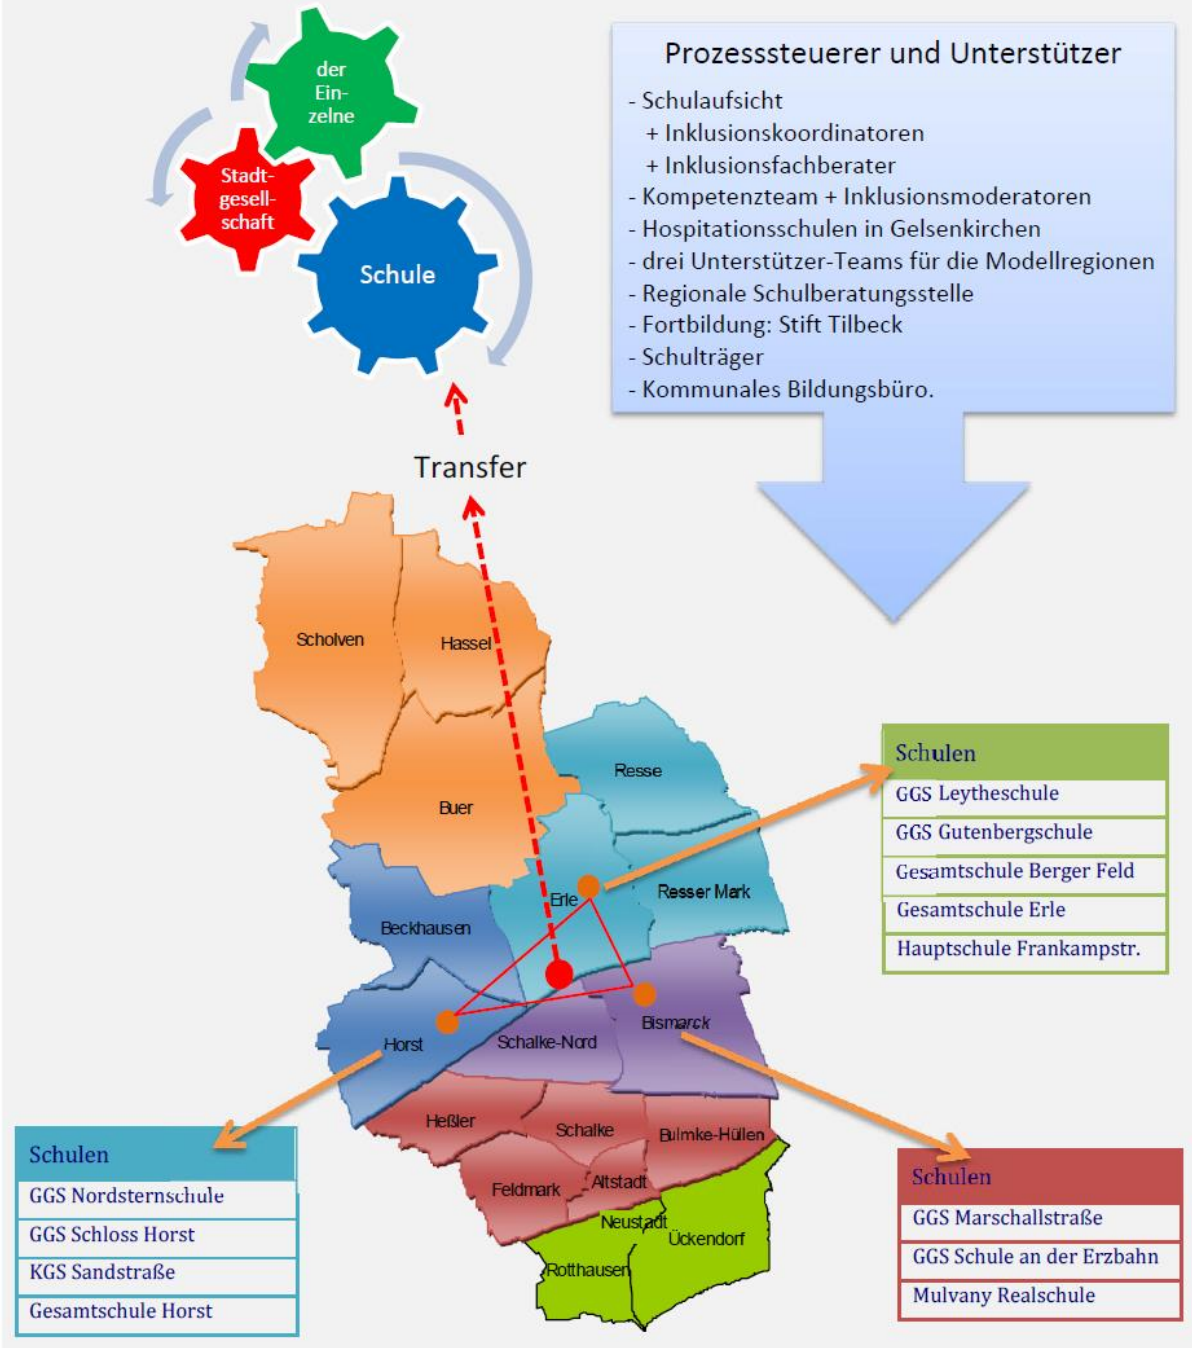 der
Ein-
zelne
Stadt-
gesell-
schaft
Schule
Prozesssteuerer und Unterstützer
- Schulaufsicht
+ Inklusionskoordinatoren
+ Inklusionsfachberater
- Kompetenzteam + Inklusionsmoderatoren
- Hospitationsschulen in Gelsenkirchen
- drei Unterstützer-Teams für die Modellregionen
- Regionale Schulberatungsstelle
- Fortbildung: Stift Tilbeck
- Schulträger
- Kommunales Bildungsbüro.
Transfer
Scholven
Hassel
Buer
Resse
Erle
Resser Mark
Beckhausen
Horst
Schalke-Nord
Bismarck
Heßler
Schalke
Bulmke-Hüllen
Feldmark
Altstadt
Neustadt
Ückendorf
Rotthausen
Schulen
GGS Leytheschule
GGS Gutenbergschule
Gesamtschule Berger Feld
Gesamtschule Erle
Hauptschule Frankampstr.
Schulen
GGS Nordsternschule
GGS Schloss Horst
KGS Sandstraße
Gesamtschule Horst
Schulen
GGS Marschallstraße
GGS Schule an der Erzbahn
Mulvany Realschule